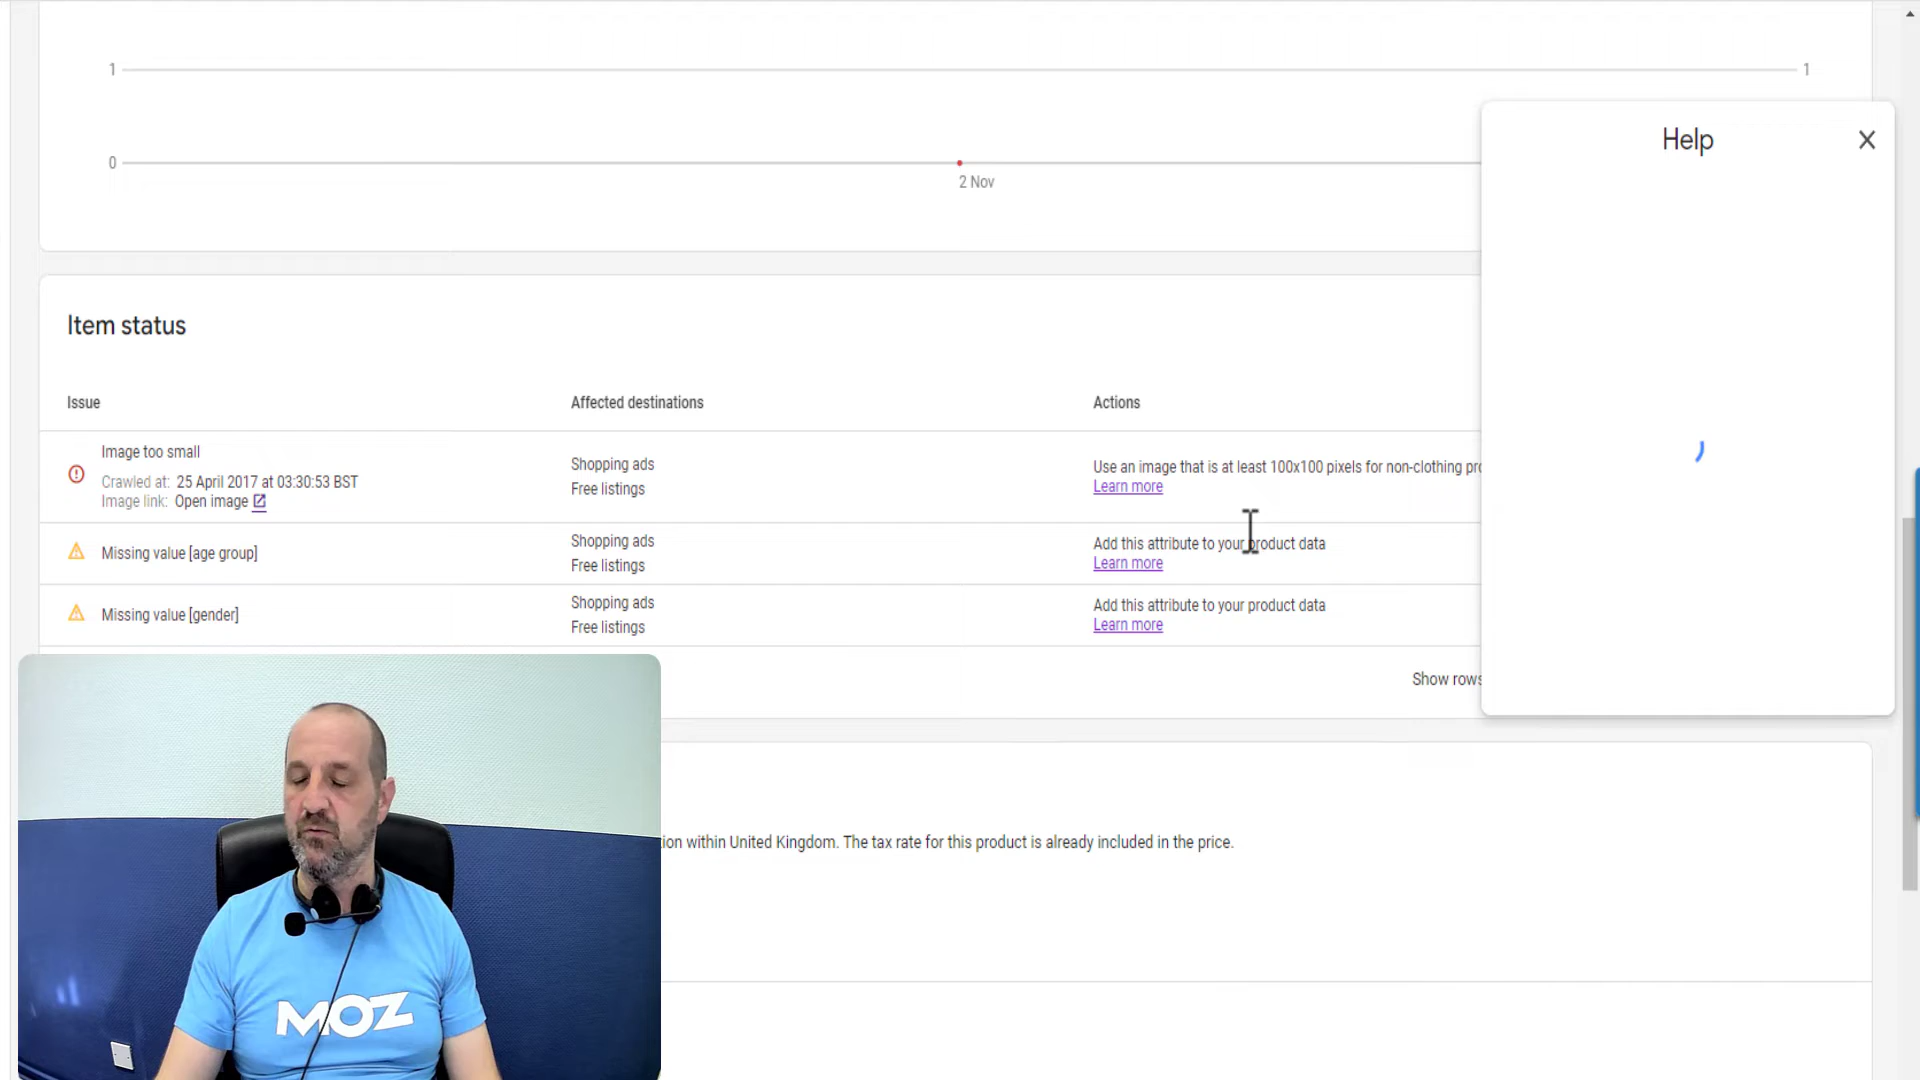 1
1
0
2 Nov
Help
Item status
Issue
Affected destinations
Actions
Image too small
Crawled at: 25 April 2017 at 03:30:53 BST
Image link: Open image
Shopping ads
Free listings
Use an image that is at least 100x100 pixels for non-clothing pro
Learn more
Missing value [age group]
Shopping ads
Free listings
Add this attribute to your product data
Learn more
Missing value [gender]
Shopping ads
Free listings
Add this attribute to your product data
Learn more
Show rows
ion within United Kingdom. The tax rate for this product is already included in the price.
MOZ